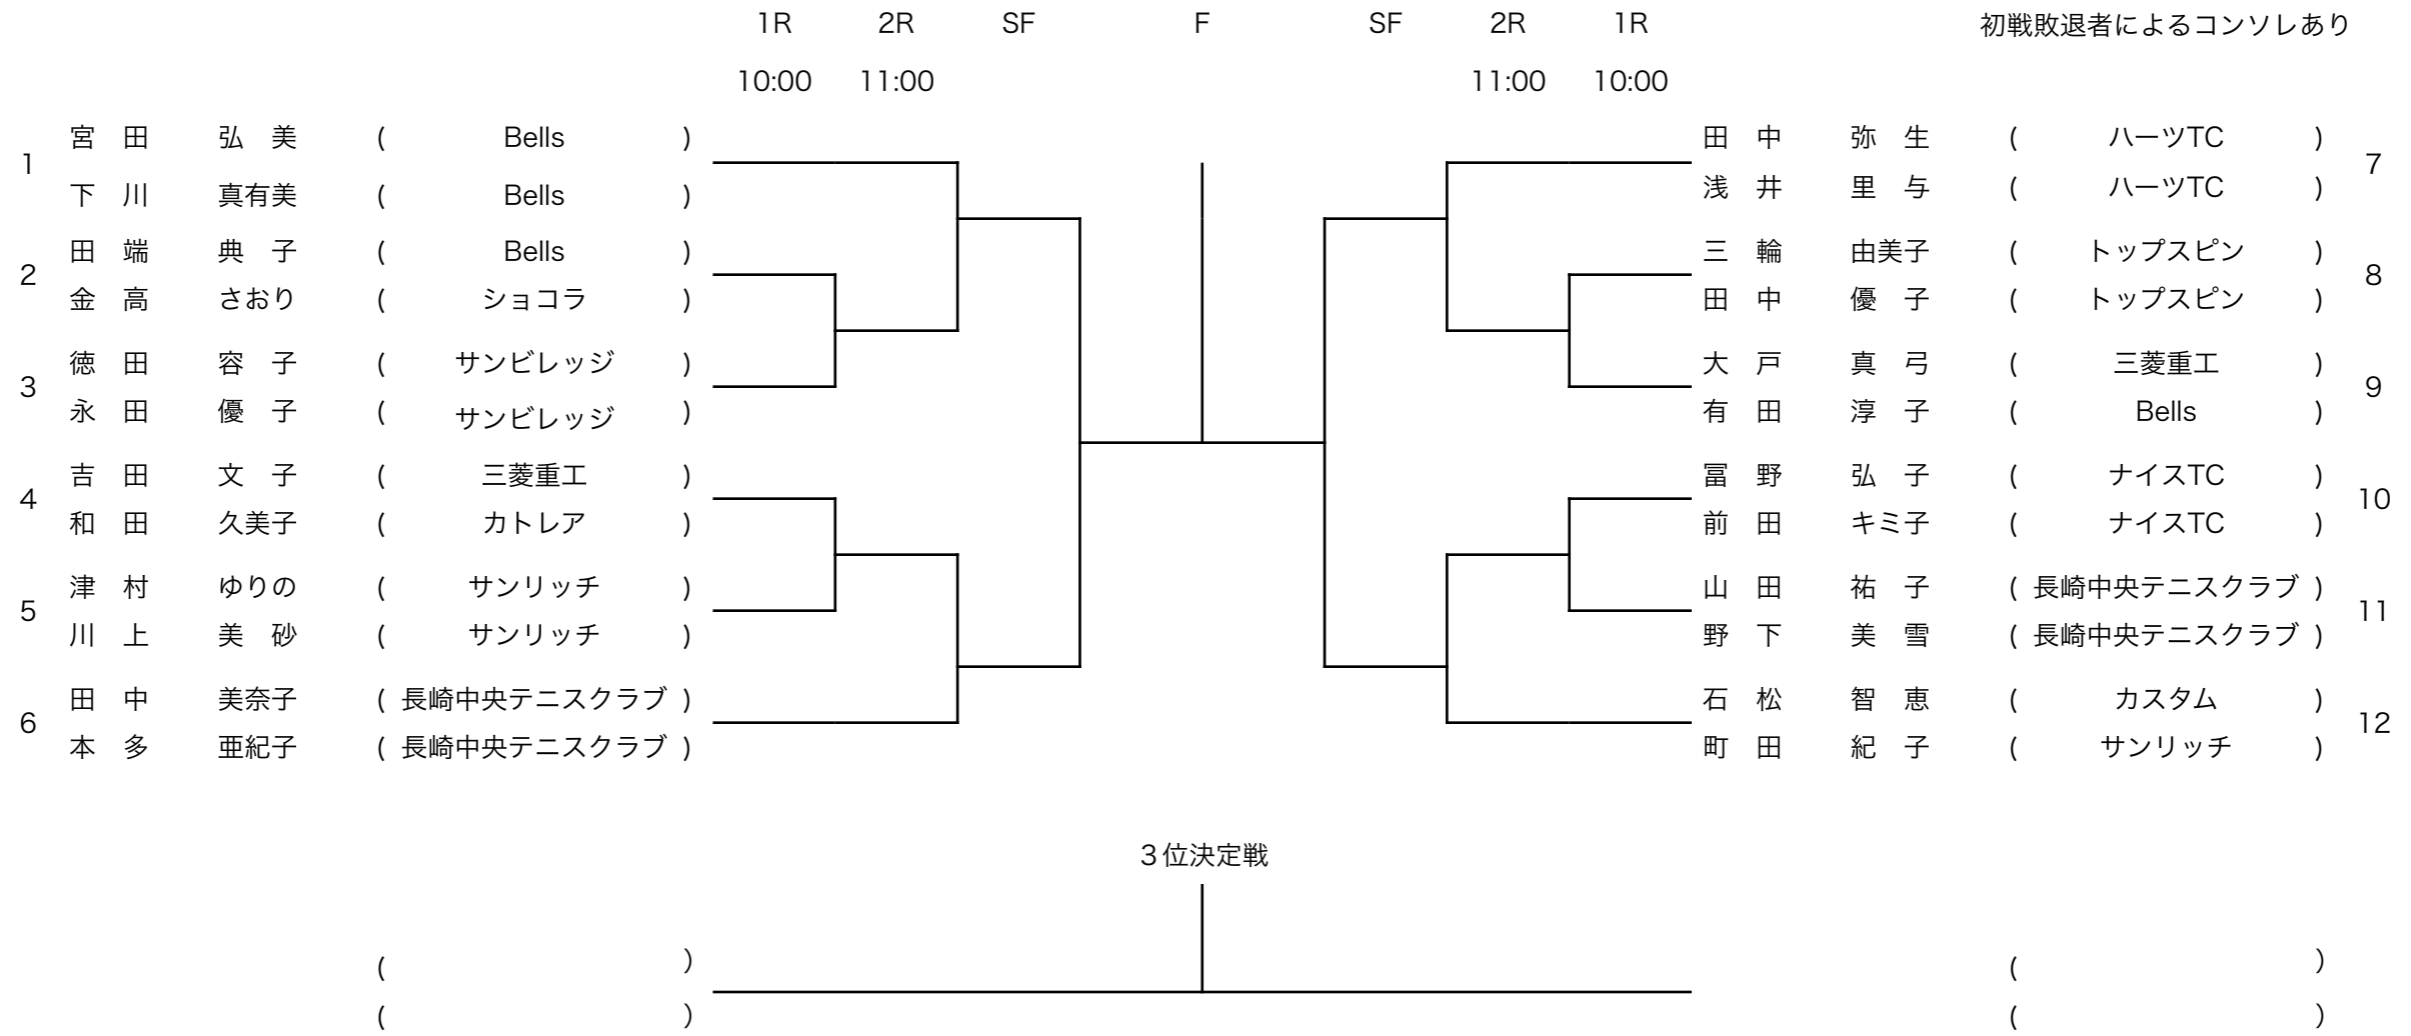 1R 2R SF F SF 2R 1R 初戦敗退者によるコンソレあり
10:00 11:00 11:00 10:00
1 宮田 弘美 ( Bells ) 田中 弥生 ( ハーツTC ) 7
下川 真有美 ( Bells ) 浅井 里与 ( ハーツTC )
2 田端 典子 ( Bells ) 三輪 由美子 ( トップスピン ) 8
金高 さおり ( ショコラ ) 田中 優子 ( トップスピン )
3 徳田 容子 ( サンビレッジ ) 大戸 真弓 ( 三菱重工 ) 9
永田 優子 ( サンビレッジ ) 有田 淳子 ( Bells )
4 吉田 文子 ( 三菱重工 ) 冨野 弘子 ( ナイスTC ) 10
和田 久美子 ( カトレア ) 前田 キミ子 ( ナイスTC )
5 津村 ゆりの ( サンリッチ ) 山田 祐子 ( 長崎中央テニスクラブ ) 11
川上 美砂 ( サンリッチ ) 野下 美雪 ( 長崎中央テニスクラブ )
6 田中 美奈子 ( 長崎中央テニスクラブ ) 石松 智恵 ( カスタム ) 12
本多 亜紀子 ( 長崎中央テニスクラブ ) 町田 紀子 ( サンリッチ )
３位決定戦
( ) ( )
( ) ( )